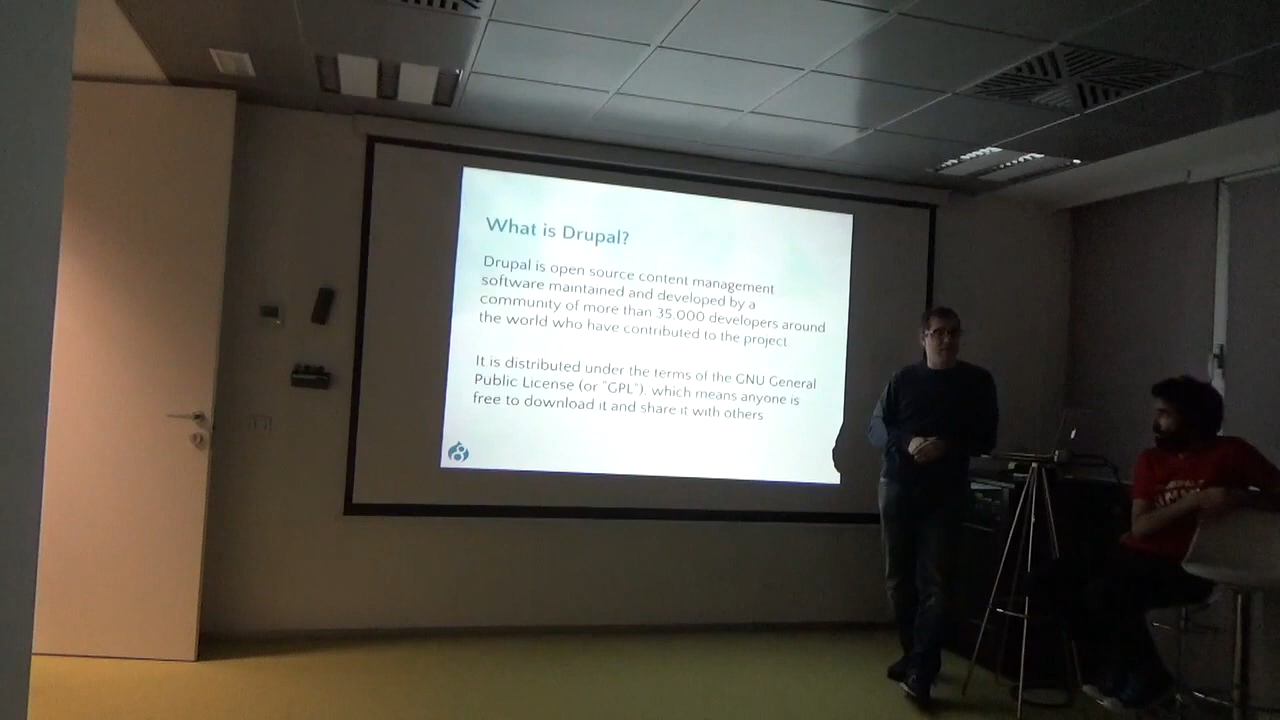 What is Drupal?
Drupal is open source content management
software maintained and developed by a
community of more than 35.000 developers around
the world who have contributed to the project
It is distributed under the terms of the GNU General
Public License (or "GPL"). which means anyone is
free to download it and share it with others